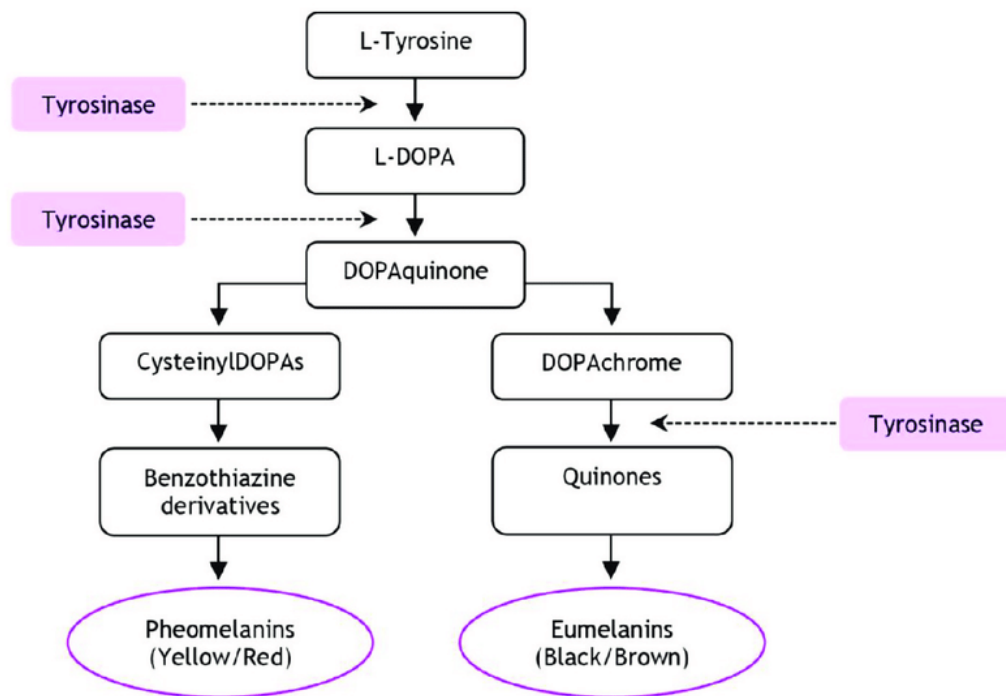 L-Tyrosine
Tyrosinase
L-DOPA
Tyrosinase
DOPAquinone
CysteinylDOPAs
DOPAchrome
Tyrosinase
Benzothiazine
derivatives
Quinones
Pheomelanins
(Yellow/Red)
Eumelanins
(Black/Brown)